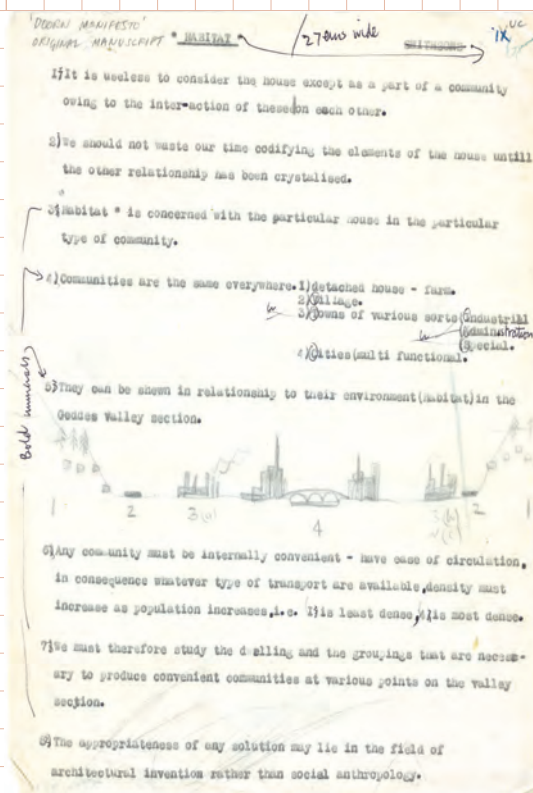 'DOORN MANIFESTO'
ORIGINAL MANUSCRIPT " HABITAT " 27 ems wide SMITHSONS IX UC
1)It is useless to consider the house except as a part of a community
owing to the inter-action of these on each other.
2)We should not waste our time codifying the elements of the house untill
the other relationship has been crystalised.
3)" Habitat " is concerned with the particular house in the particular
type of community.
4)Communities are the same everywhere. 1)detached house - farm.
2)Village.
3)Towns of various sorts(industrial
(administration
(Special.
4)Cities(multi functional.
5)They can be shewn in relationship to their environment(habitat)in the
Geddes Valley section.
Bold numerals
1 2 3(a) 4 3(b) 2 1
6)Any community must be internally convenient - have ease of circulation,
in consequence whatever type of transport are available,density must
increase as population increases,i.e. 1)is least dense,4)is most dense.
7)We must therefore study the dwelling and the groupings that are necess-
ary to produce convenient communities at various points on the valley
section.
8)The appropriateness of any solution may lie in the field of
architectural invention rather than social anthropology.